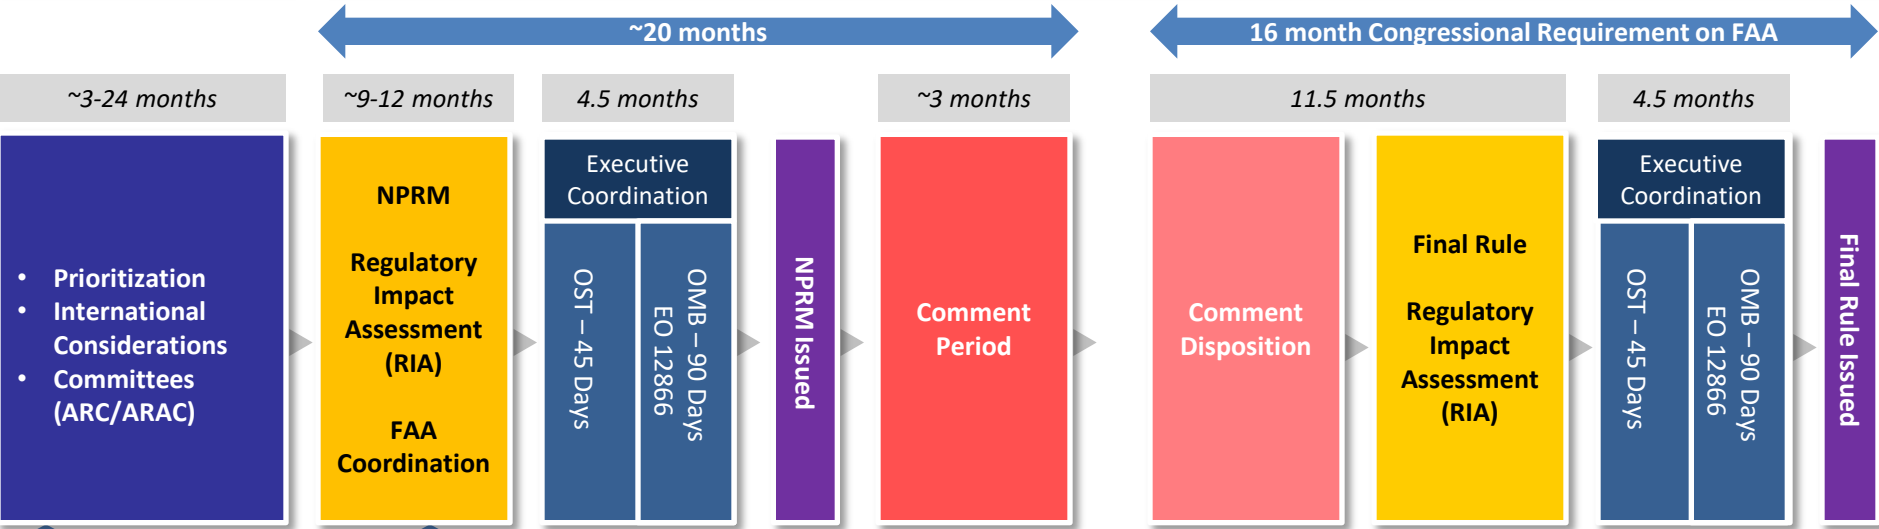 ~20 months
16 month Congressional Requirement on FAA
~3-24 months
~9-12 months
4.5 months
~3 months
11.5 months
4.5 months
• Prioritization
• International
Considerations
• Committees
(ARC/ARAC)
NPRM
Regulatory
Impact
Assessment
(RIA)
FAA
Coordination
Executive
Coordination
OST – 45 Days
OMB – 90 Days
EO 12866
NPRM Issued
Comment
Period
Comment
Disposition
Final Rule
Regulatory
Impact
Assessment
(RIA)
Executive
Coordination
OST – 45 Days
OMB – 90 Days
EO 12866
Final Rule Issued